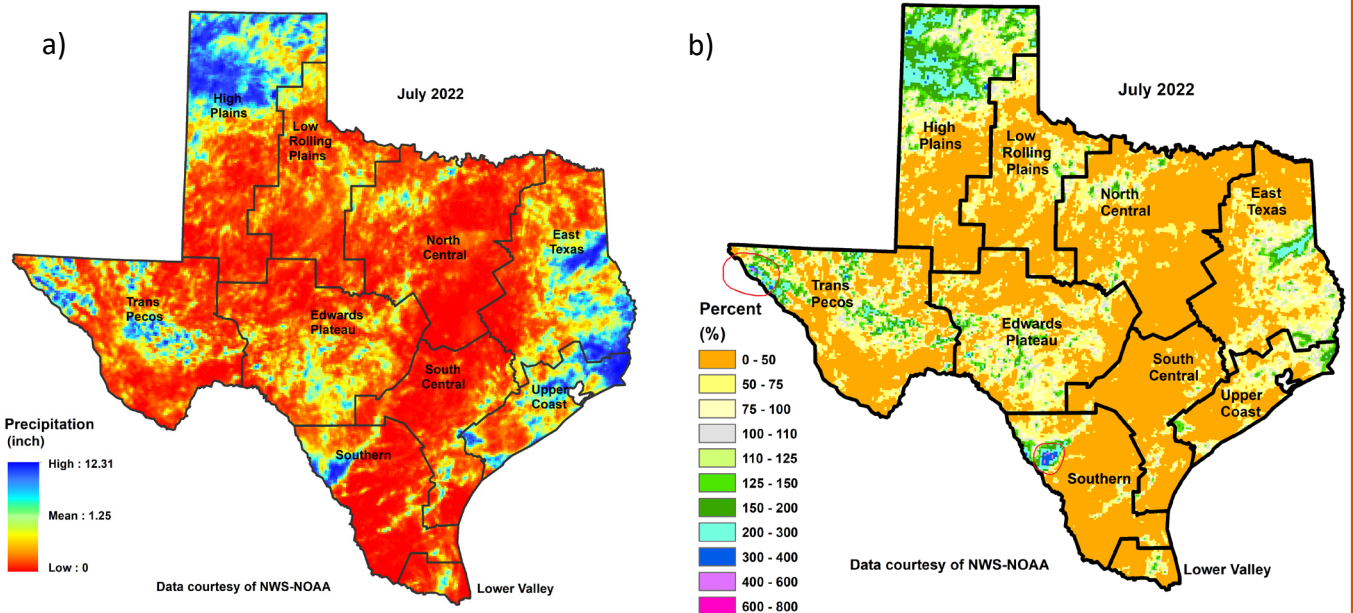 a)
July 2022
High
Plains
Low
Rolling
Plains
North
Central
East
Texas
Trans
Pecos
Edwards
Plateau
South
Central
Upper
Coast
Southern
Lower Valley
Precipitation
(inch)
High : 12.31
Mean : 1.25
Low : 0
Data courtesy of NWS-NOAA
b)
July 2022
High
Plains
Low
Rolling
Plains
North
Central
East
Texas
Trans
Pecos
Edwards
Plateau
South
Central
Upper
Coast
Southern
Lower Valley
Percent
(%)
0 - 50
50 - 75
75 - 100
100 - 110
110 - 125
125 - 150
150 - 200
200 - 300
300 - 400
400 - 600
600 - 800
Data courtesy of NWS-NOAA